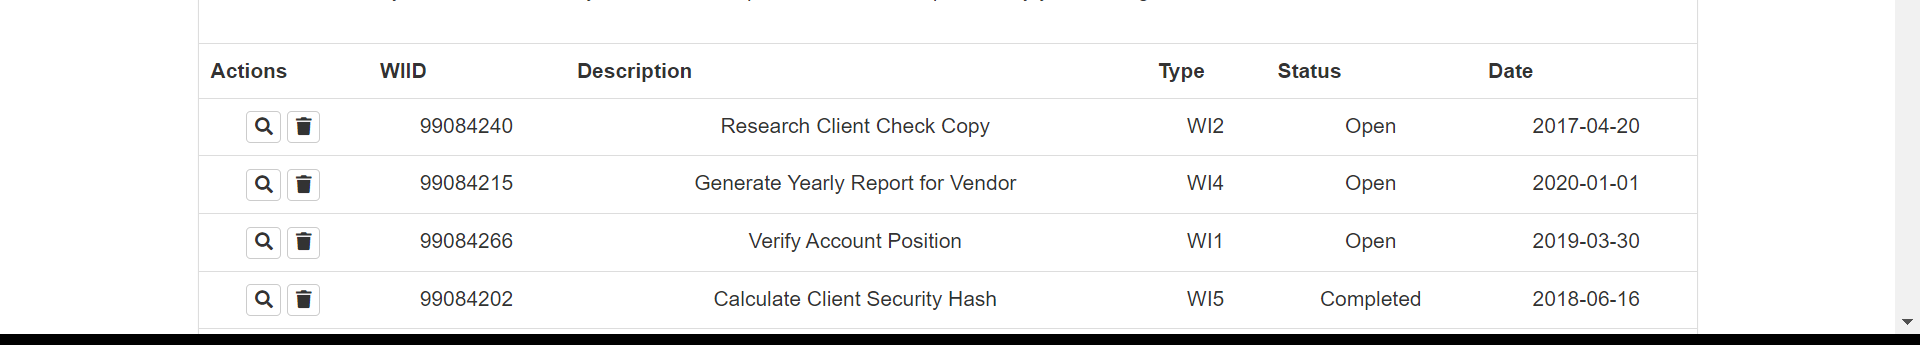 Actions WIID Description Type Status Date
99084240 Research Client Check Copy WI2 Open 2017-04-20
99084215 Generate Yearly Report for Vendor WI4 Open 2020-01-01
99084266 Verify Account Position WI1 Open 2019-03-30
99084202 Calculate Client Security Hash WI5 Completed 2018-06-16